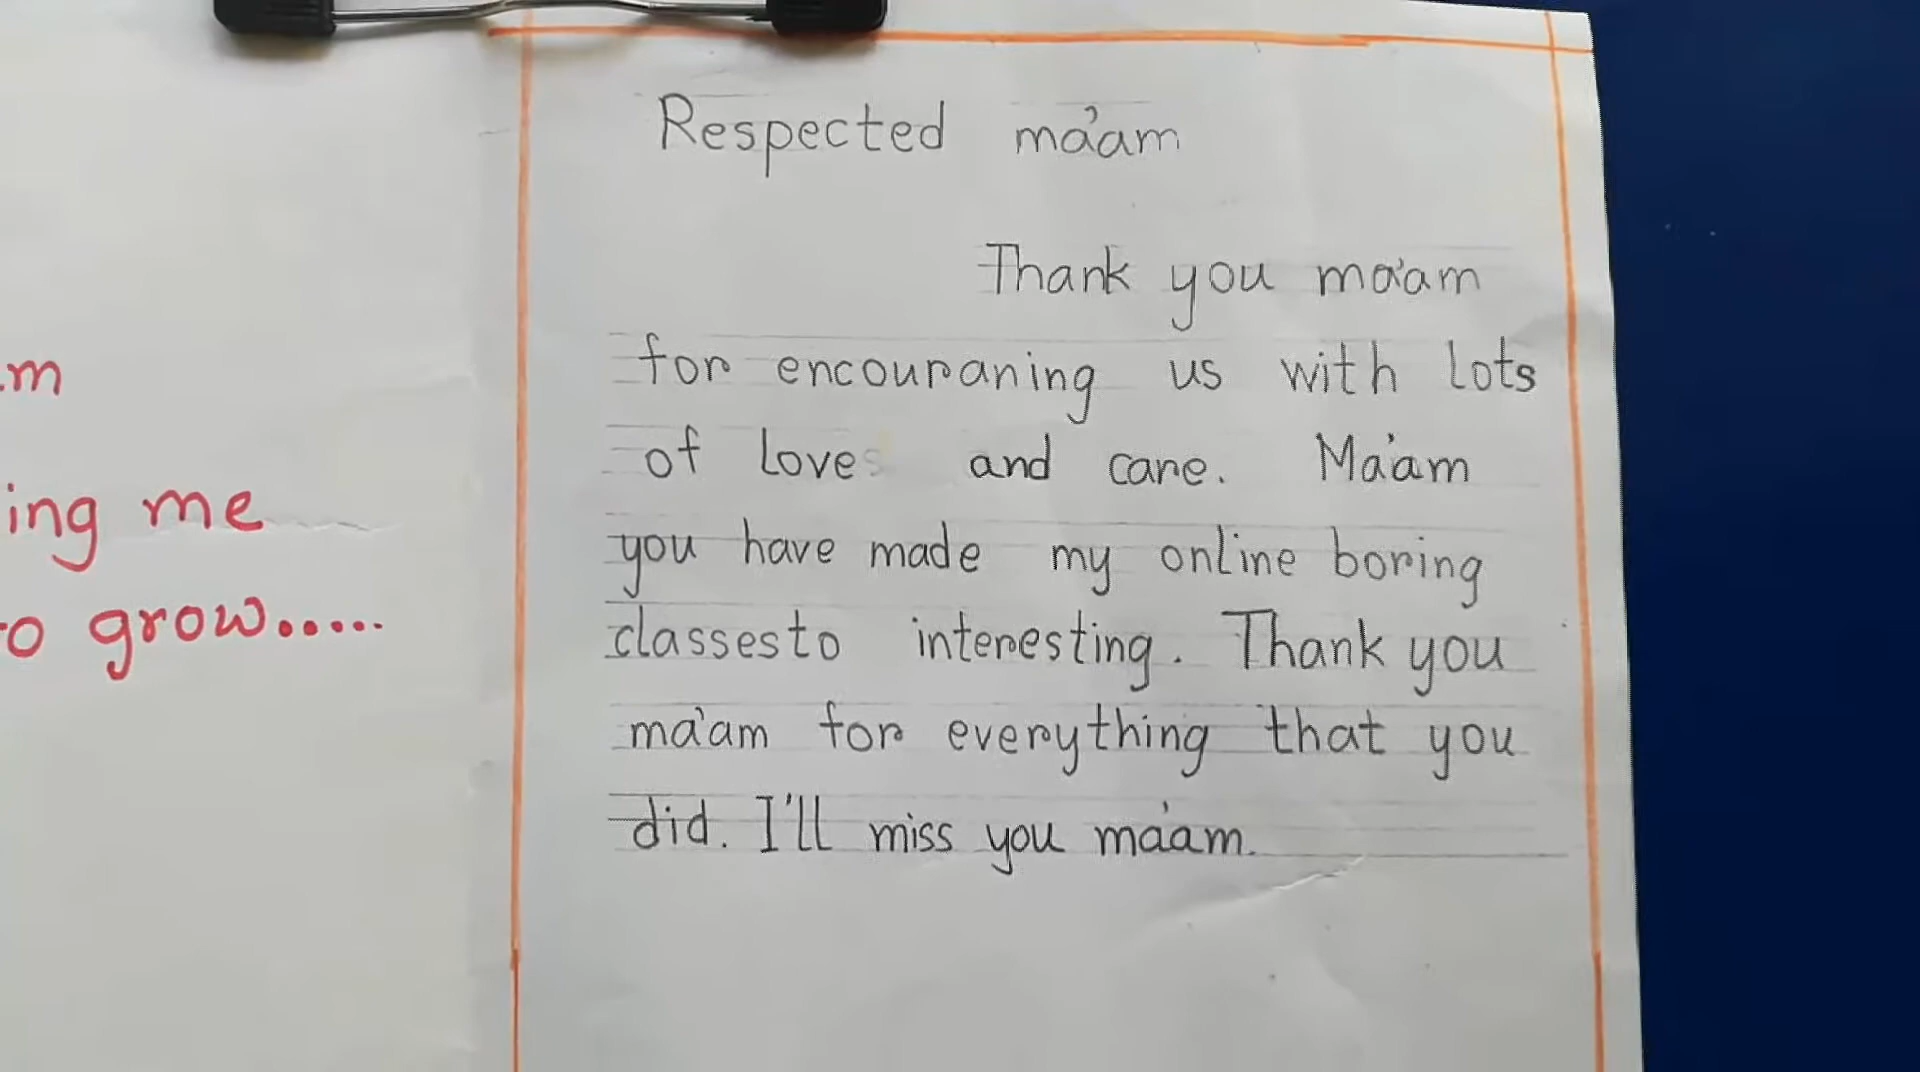 Respected ma'am
Thank you ma'am
for encouraning us with lots
of love and care. Ma'am
you have made my online boring
classesto interesting. Thank you
ma'am for everything that you
did. I'll miss you ma'am.
m
ing me
o grow.....